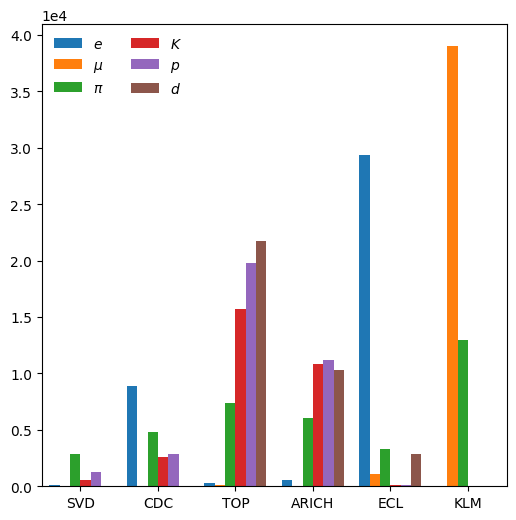 1e4
4.0
3.5
3.0
2.5
2.0
1.5
1.0
0.5
0.0
e
μ
π
K
p
d
SVD CDC TOP ARICH ECL KLM